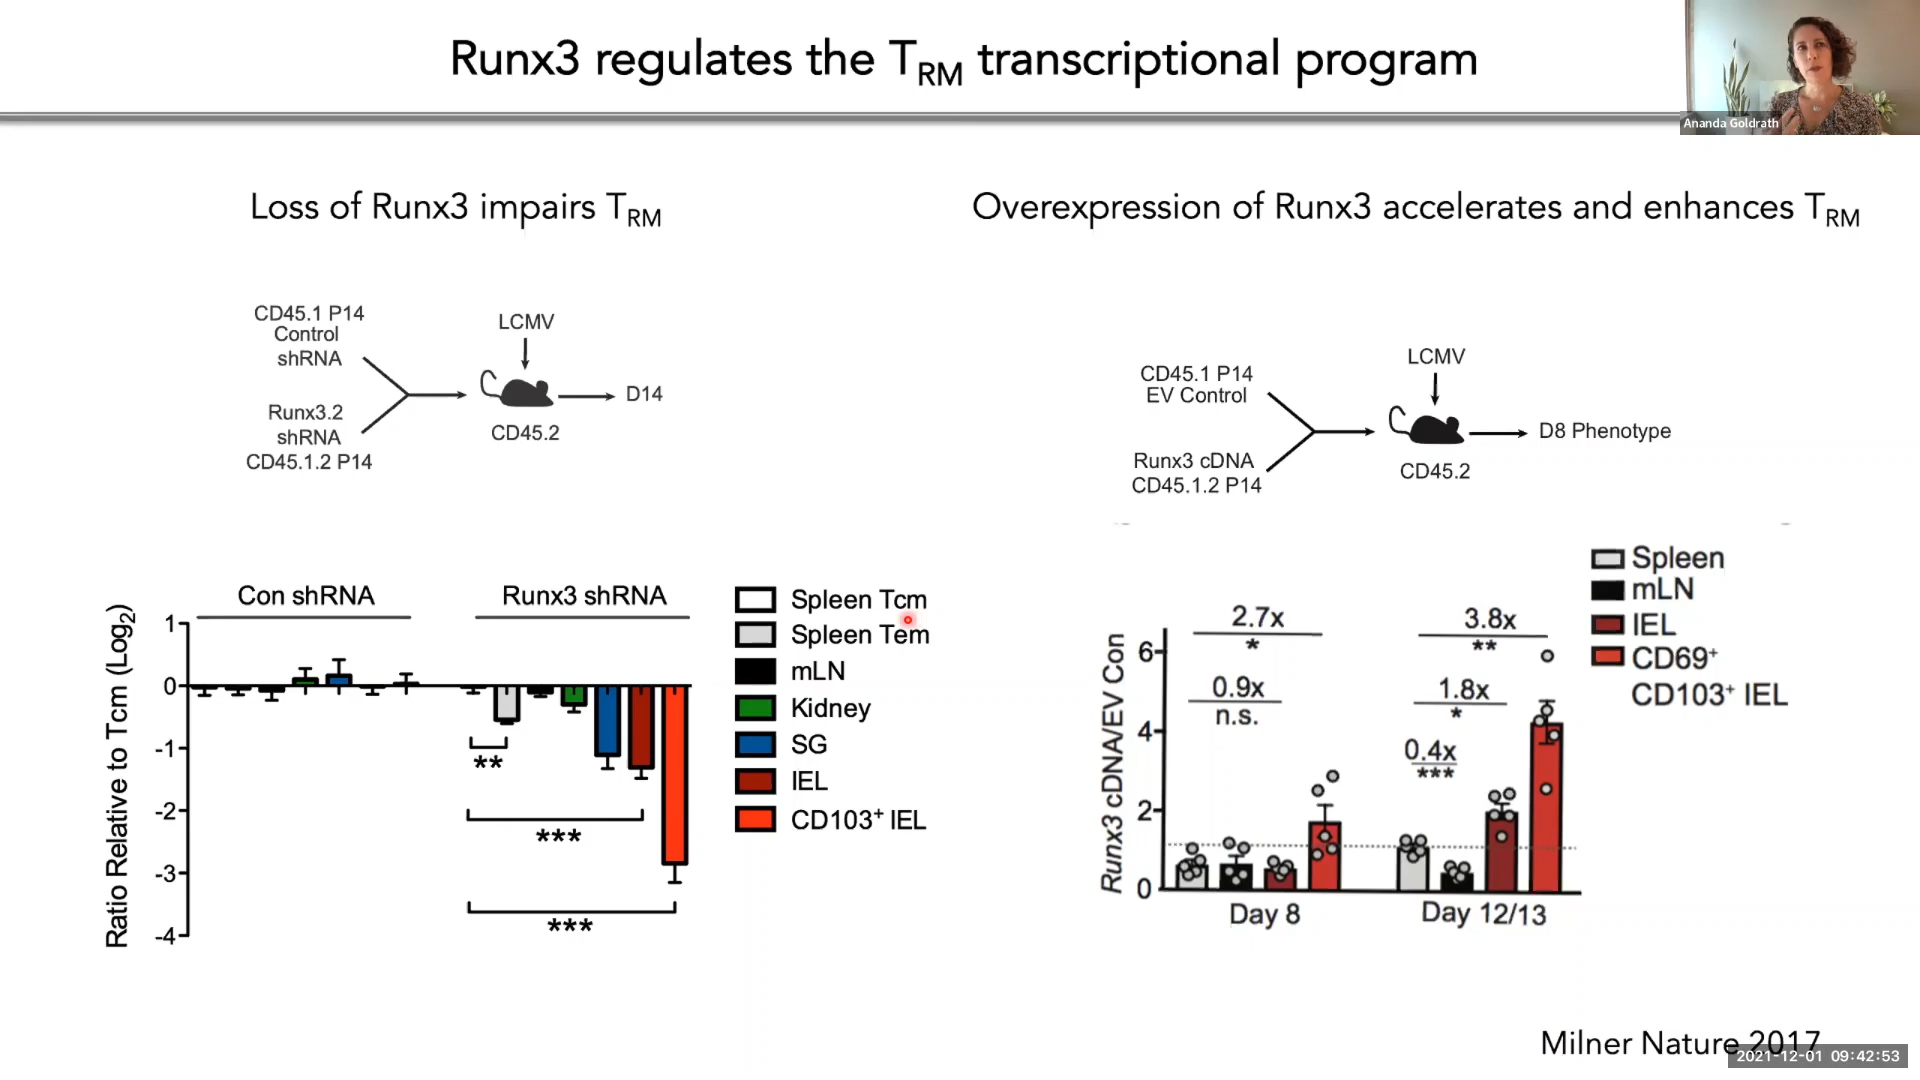 Runx3 regulates the TRM transcriptional program
Ananda Goldrath
Loss of Runx3 impairs TRM
CD45.1 P14
Control
shRNA
Runx3.2
shRNA
CD45.1.2 P14
LCMV
CD45.2
D14
Con shRNA
Runx3 shRNA
Ratio Relative to Tcm (Log2)
1
0
-1
-2
-3
-4
**
***
***
Spleen Tcm
Spleen Tem
mLN
Kidney
SG
IEL
CD103+ IEL
Overexpression of Runx3 accelerates and enhances TRM
CD45.1 P14
EV Control
Runx3 cDNA
CD45.1.2 P14
LCMV
CD45.2
D8 Phenotype
Runx3 cDNA/EV Con
6
4
2
0
2.7x
*
0.9x
n.s.
3.8x
**
1.8x
*
0.4x
***
Day 8
Day 12/13
Spleen
mLN
IEL
CD69+
CD103+ IEL
Milner Nature 2017
2021-12-01 09:42:53